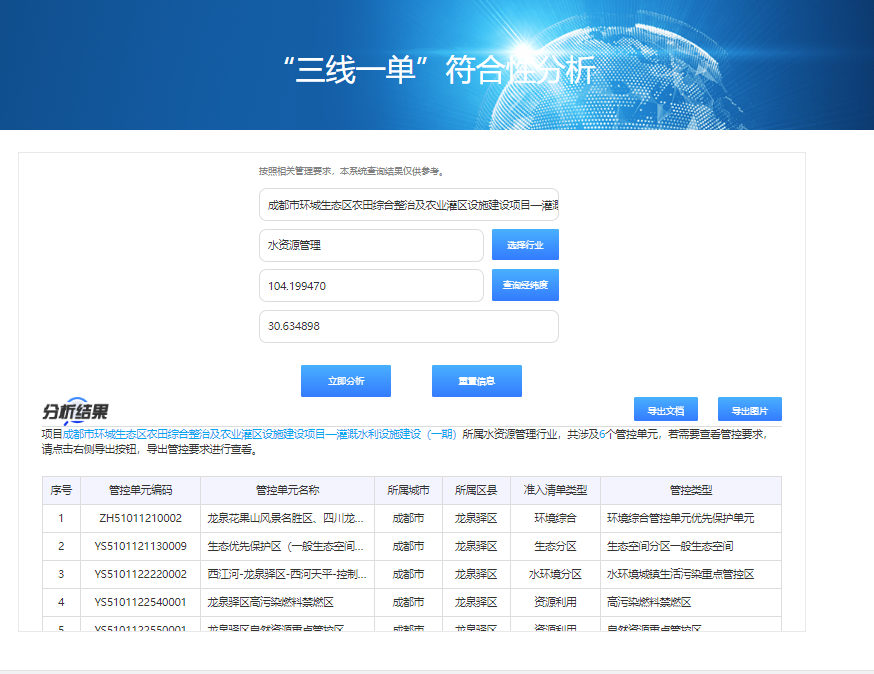 “三线一单”符合性分析
按照相关管理要求，本系统查询结果仅供参考。
成都市环城生态区农田综合整治及农业灌区设施建设项目—灌溉
水资源管理
选择行业
104.199470
查询经纬度
30.634898
立即分析
重置信息
分析结果
导出文档
导出图片
项目成都市环城生态区农田综合整治及农业灌区设施建设项目—灌溉水利设施建设（一期）所属水资源管理行业，共涉及6个管控单元，若需要查看管控要求，
请点击右侧导出按钮，导出管控要求进行查看。
序号 管控单元编码 管控单元名称 所属城市 所属区县 准入清单类型 管控类型
1 ZH51011210002 龙泉花果山风景名胜区、四川龙... 成都市 龙泉驿区 环境综合 环境综合管控单元优先保护单元
2 YS5101121130009 生态优先保护区（一般生态空间... 成都市 龙泉驿区 生态分区 生态空间分区一般生态空间
3 YS5101122220002 西江河-龙泉驿区-西河天平-控制... 成都市 龙泉驿区 水环境分区 水环境城镇生活污染重点管控区
4 YS5101122540001 龙泉驿区高污染燃料禁燃区 成都市 龙泉驿区 资源利用 高污染燃料禁燃区
5 YS5101122550001 龙泉驿区自然资源重点管控区 成都市 龙泉驿区 资源利用 自然资源重点管控区